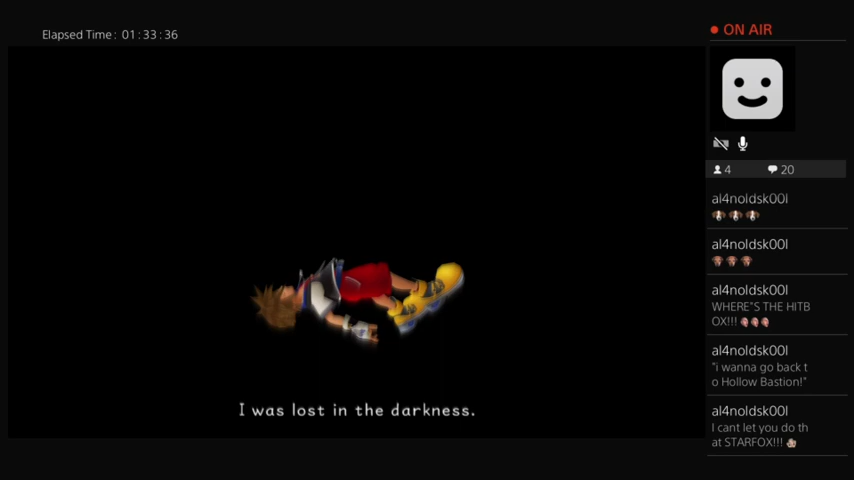 Elapsed Time: 01:33:36
ON AIR
4
20
al4noldsk00l
al4noldsk00l
al4noldsk00l
WHERE"S THE HITB
OX!!!
al4noldsk00l
"i wanna go back t
o Hollow Bastion!"
al4noldsk00l
I cant let you do th
at STARFOX!!!
I was lost in the darkness.